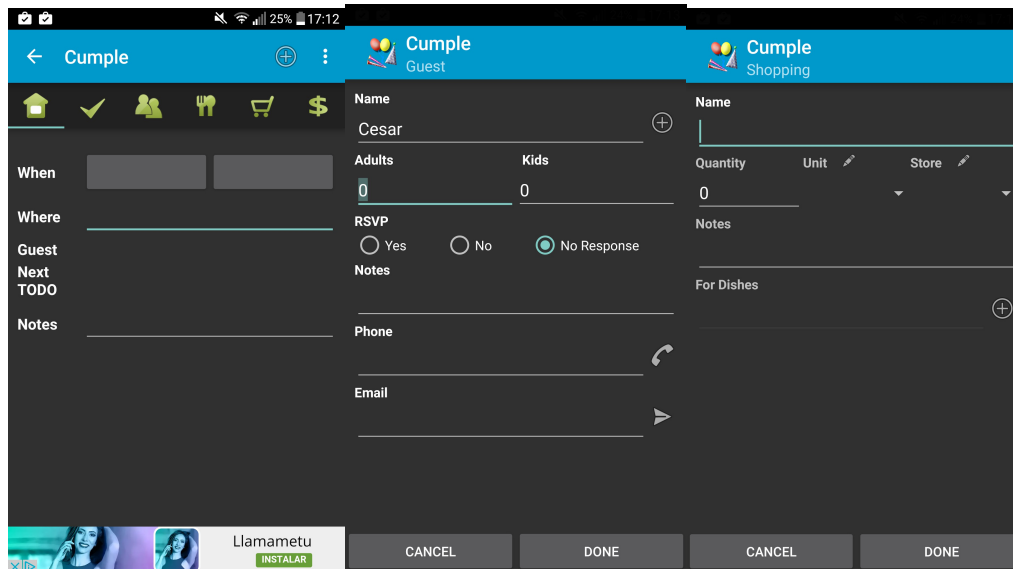 25% 17:12
Cumple
When
Where
Guest
Next
TODO
Notes
Llamametu
INSTALAR
Cumple
Guest
Name
Cesar
Adults Kids
0 0
RSVP
Yes No No Response
Notes
Phone
Email
CANCEL DONE
Cumple
Shopping
Name
Quantity Unit Store
0
Notes
For Dishes
CANCEL DONE